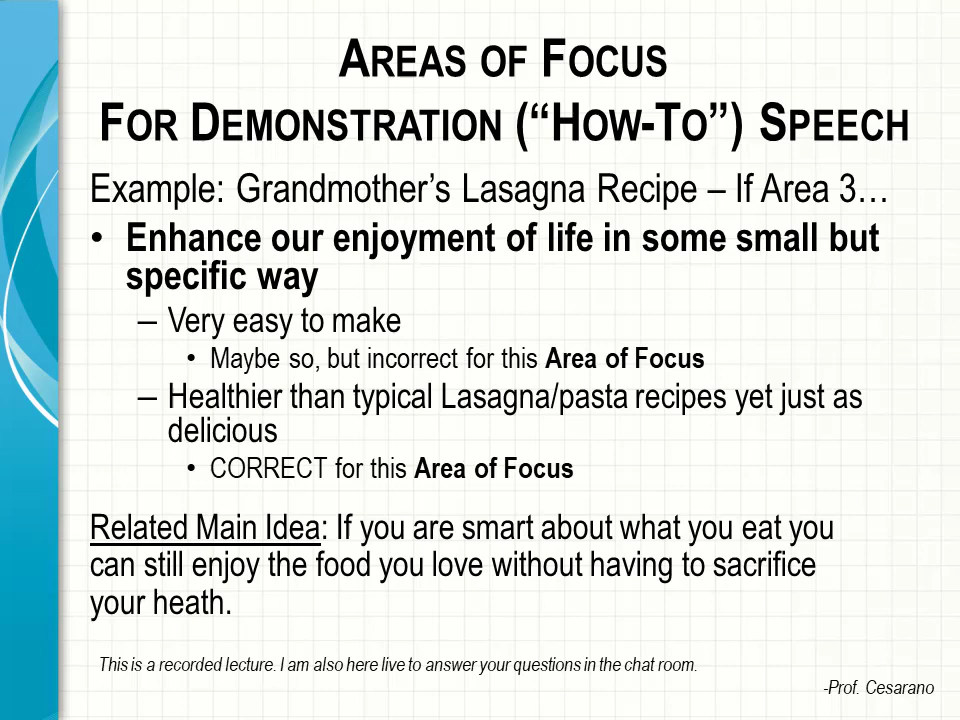 AREAS OF FOCUS
FOR DEMONSTRATION (“HOW-TO”) SPEECH
Example: Grandmother’s Lasagna Recipe – If Area 3…
• Enhance our enjoyment of life in some small but
specific way
– Very easy to make
• Maybe so, but incorrect for this Area of Focus
– Healthier than typical Lasagna/pasta recipes yet just as
delicious
• CORRECT for this Area of Focus
Related Main Idea: If you are smart about what you eat you
can still enjoy the food you love without having to sacrifice
your heath.
This is a recorded lecture. I am also here live to answer your questions in the chat room.
-Prof. Cesarano